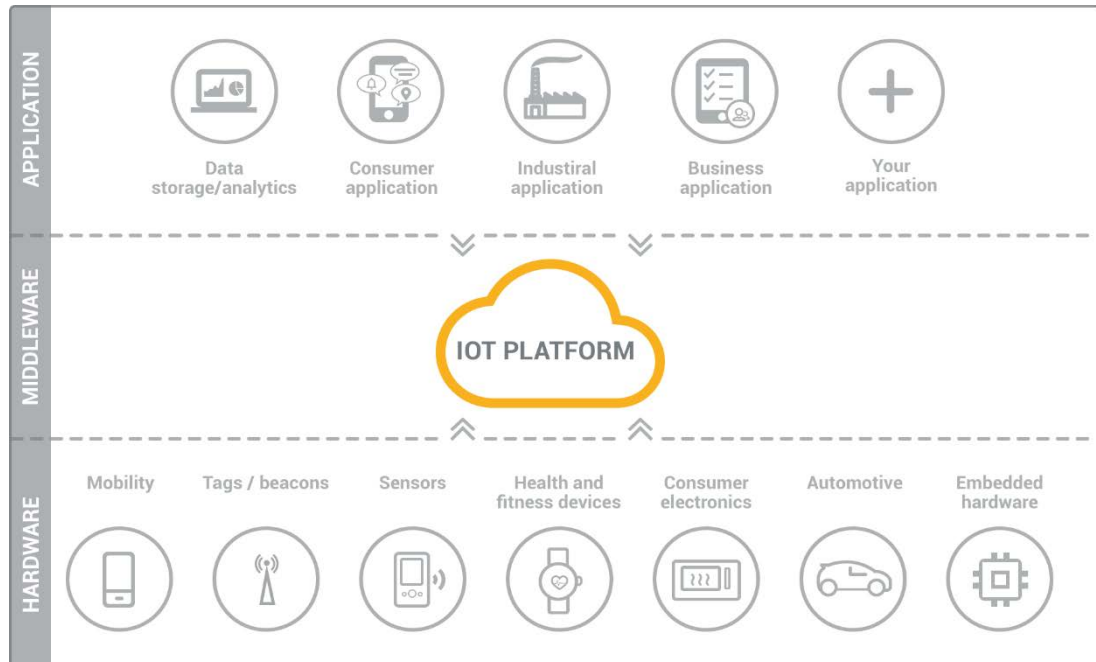 APPLICATION
Data
storage/analytics
Consumer
application
Industiral
application
Business
application
Your
application
MIDDLEWARE
IOT PLATFORM
HARDWARE
Mobility
Tags / beacons
Sensors
Health and
fitness devices
Consumer
electronics
Automotive
Embedded
hardware